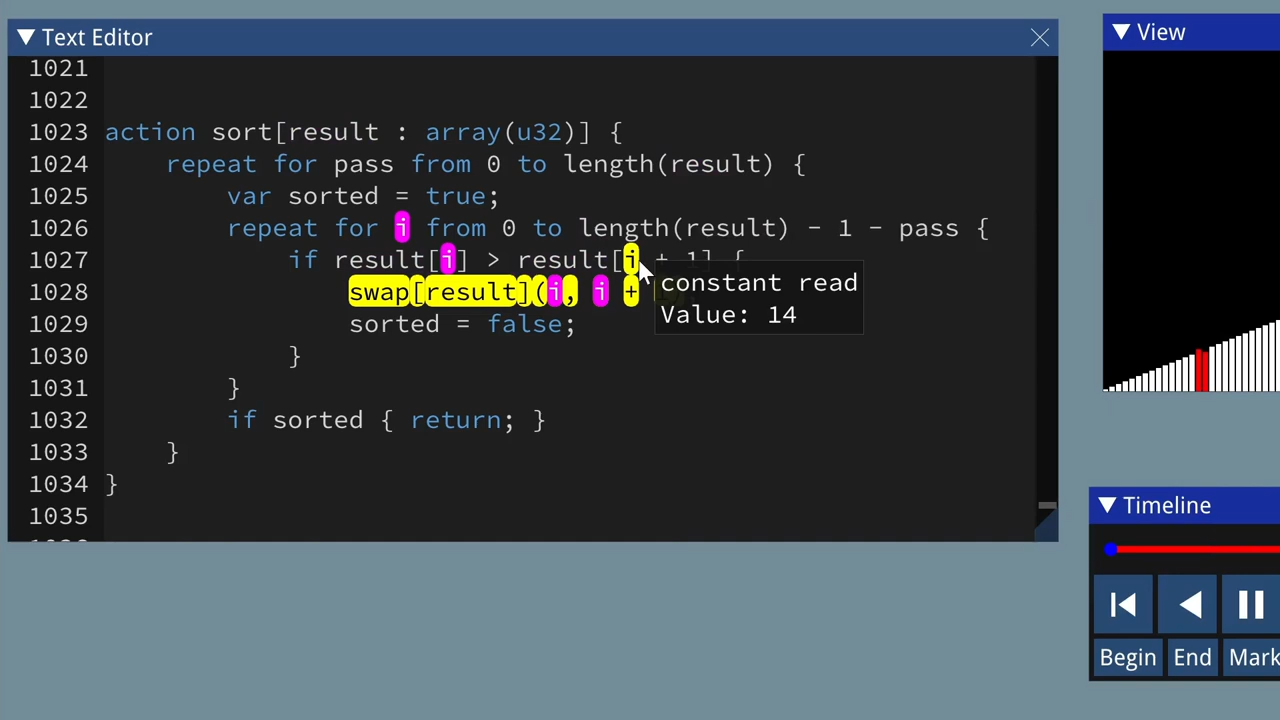 Text Editor
1021
1022
1023 action sort[result : array(u32)] {
1024 repeat for pass from 0 to length(result) {
1025 var sorted = true;
1026 repeat for i from 0 to length(result) - 1 - pass {
1027 if result[i] > result[i + 1] {
1028 swap[result](i, i +
1029 sorted = false;
1030 }
1031 }
1032 if sorted { return; }
1033 }
1034 }
1035
constant read
Value: 14
View
Timeline
Begin End Mark